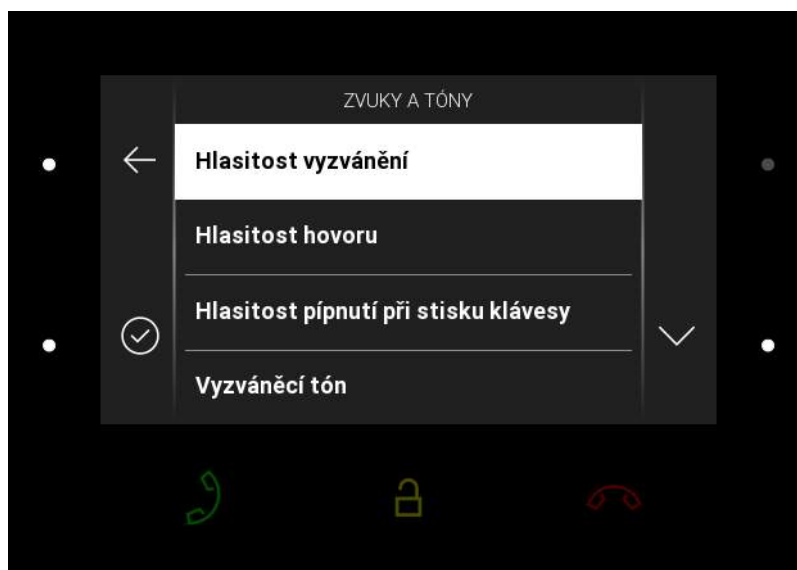 ZVUKY A TÓNY
Hlasitost vyzvánění
Hlasitost hovoru
Hlasitost pípnutí při stisku klávesy
Vyzváněcí tón